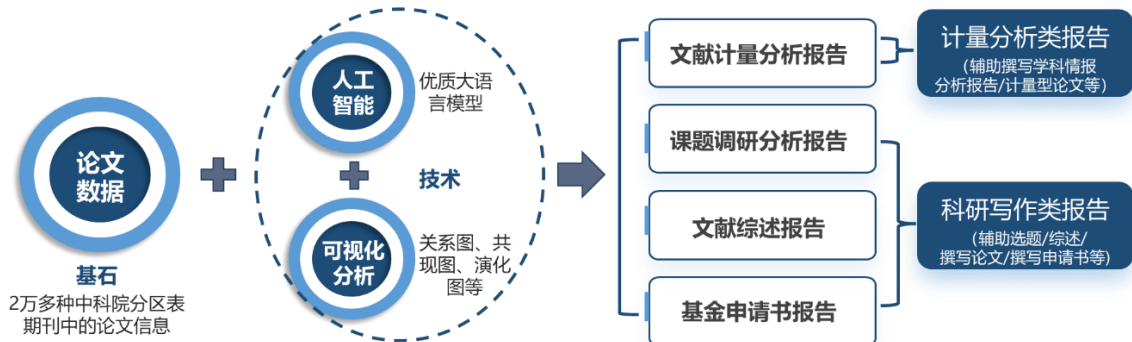 论文
数据
基石
2万多种中科院分区表
期刊中的论文信息
人工
智能
优质大语
言模型
技术
可视化
分析
关系图、共
现图、演化
图等
文献计量分析报告
课题调研分析报告
文献综述报告
基金申请书报告
计量分析类报告
(辅助撰写学科情报
分析报告/计量型论文等)
科研写作类报告
(辅助选题/综述/
撰写论文/撰写申请书等)